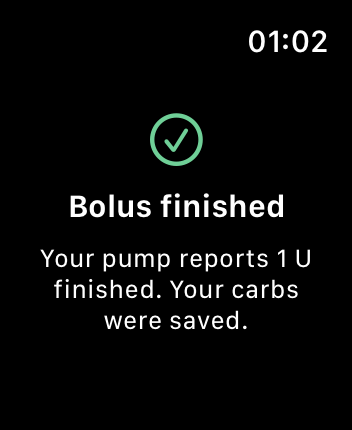 01:02
Bolus finished
Your pump reports 1 U
finished. Your carbs
were saved.